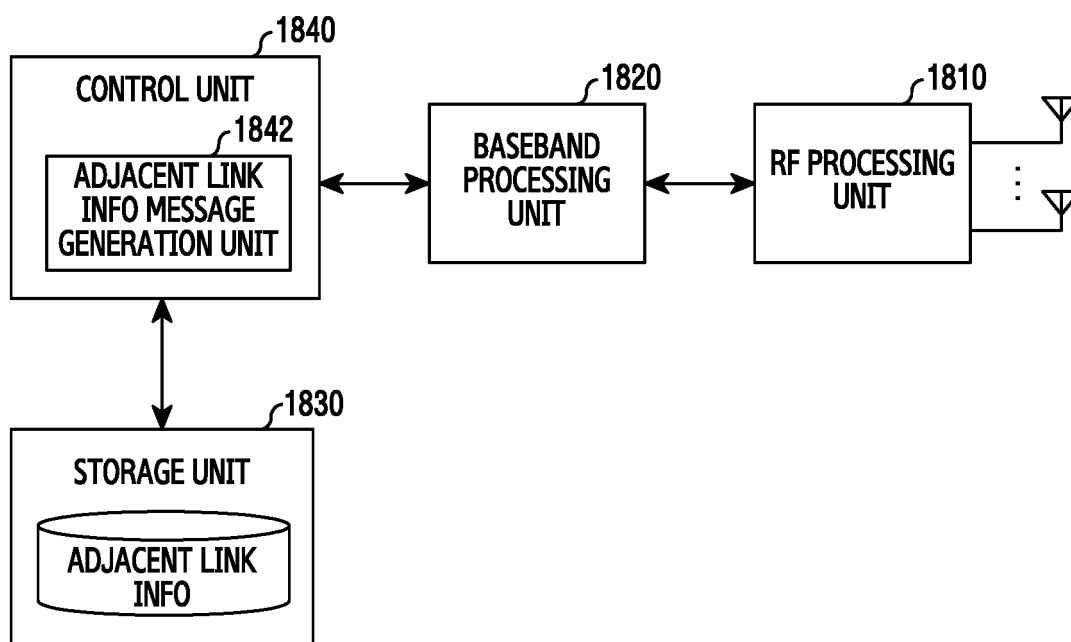 1840
CONTROL UNIT
1842
ADJACENT LINK
INFO MESSAGE
GENERATION UNIT
1820
BASEBAND
PROCESSING
UNIT
1810
RF PROCESSING
UNIT
1830
STORAGE UNIT
ADJACENT LINK
INFO